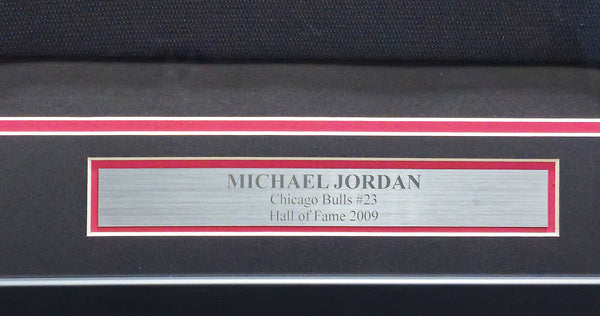 MICHAEL JORDAN
Chicago Bulls #23
Hall of Fame 2009